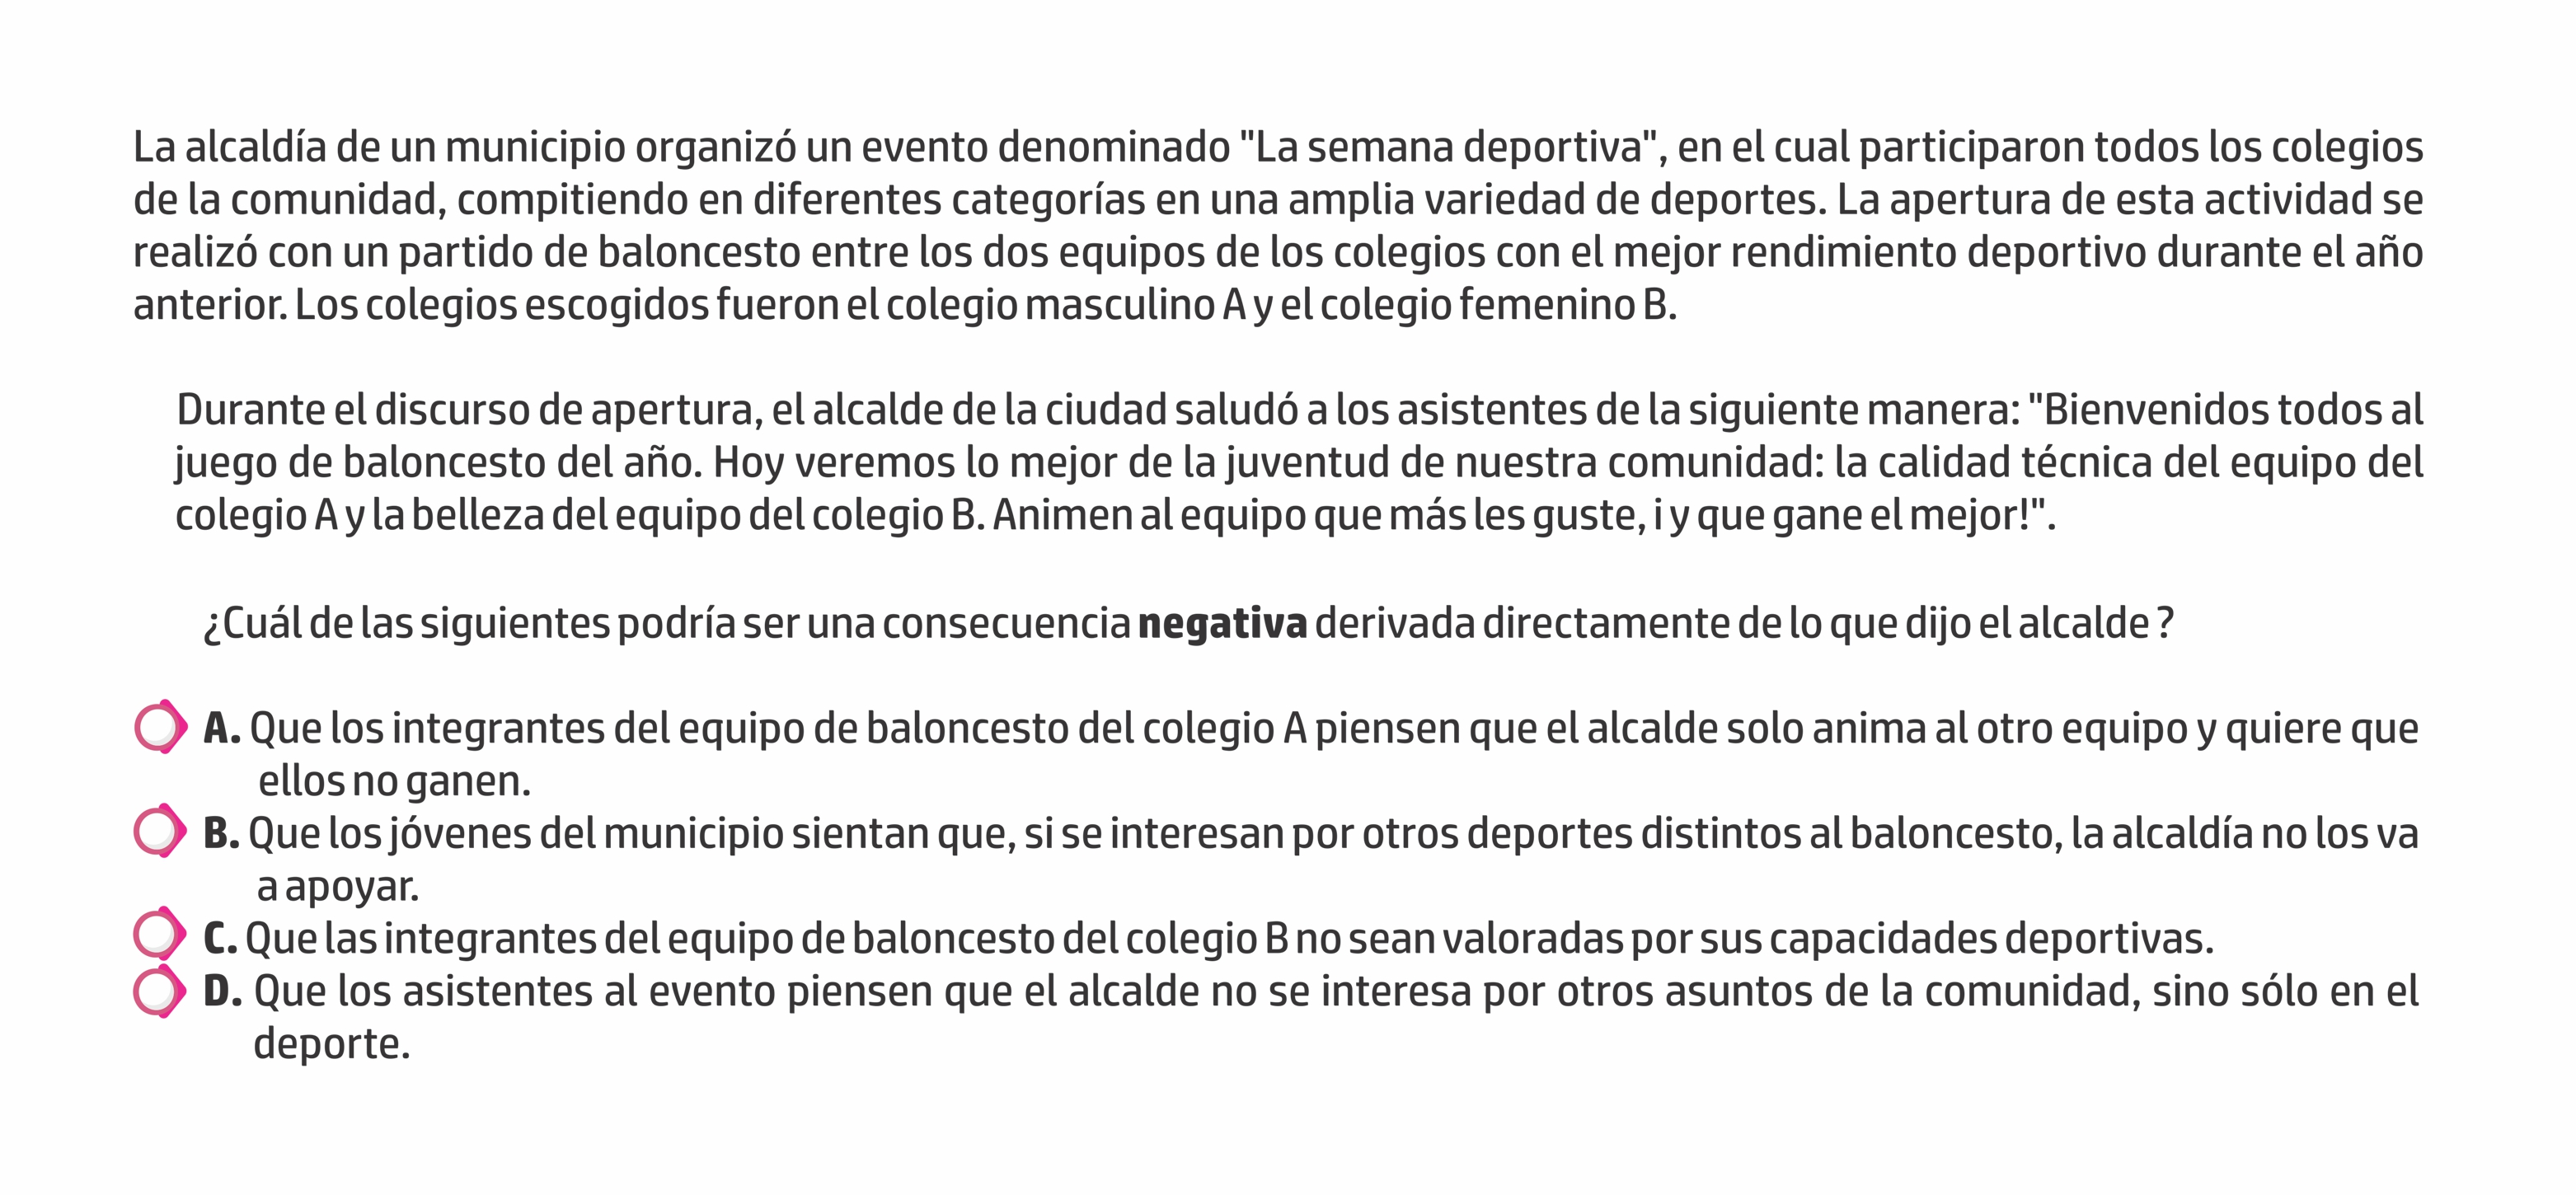 La alcaldía de un municipio organizó un evento denominado "La semana deportiva", en el cual participaron todos los colegios
de la comunidad, compitiendo en diferentes categorías en una amplia variedad de deportes. La apertura de esta actividad se
realizó con un partido de baloncesto entre los dos equipos de los colegios con el mejor rendimiento deportivo durante el año
anterior. Los colegios escogidos fueron el colegio masculino A y el colegio femenino B.
Durante el discurso de apertura, el alcalde de la ciudad saludó a los asistentes de la siguiente manera: "Bienvenidos todos al
juego de baloncesto del año. Hoy veremos lo mejor de la juventud de nuestra comunidad: la calidad técnica del equipo del
colegio A y la belleza del equipo del colegio B. Animen al equipo que más les guste, i y que gane el mejor!".
¿Cuál de las siguientes podría ser una consecuencia negativa derivada directamente de lo que dijo el alcalde ?
A. Que los integrantes del equipo de baloncesto del colegio A piensen que el alcalde solo anima al otro equipo y quiere que
ellos no ganen.
B. Que los jóvenes del municipio sientan que, si se interesan por otros deportes distintos al baloncesto, la alcaldía no los va
a apoyar.
C. Que las integrantes del equipo de baloncesto del colegio B no sean valoradas por sus capacidades deportivas.
D. Que los asistentes al evento piensen que el alcalde no se interesa por otros asuntos de la comunidad, sino sólo en el
deporte.